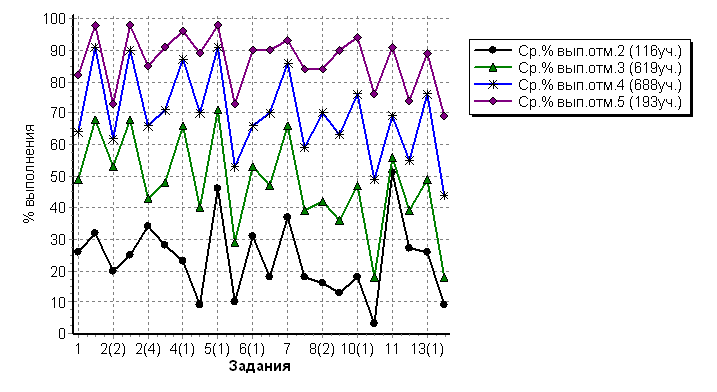 100
90
80
70
60
50
40
30
20
10
0
% выполнения
1 2(2) 2(4) 4(1) 5(1) 6(1) 7 8(2) 10(1) 11 13(1)
Задания
Ср.% вып.отм.2 (116уч.)
Ср.% вып.отм.3 (619уч.)
Ср.% вып.отм.4 (688уч.)
Ср.% вып.отм.5 (193уч.)